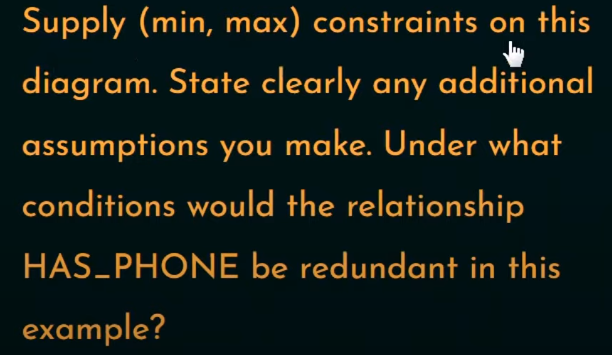 Supply (min, max) constraints on this
diagram. State clearly any additional
assumptions you make. Under what
conditions would the relationship
HAS_PHONE be redundant in this
example?